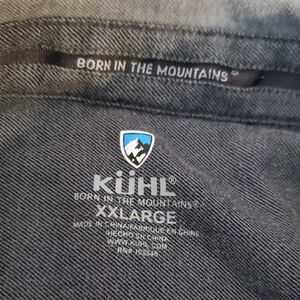 BORN IN THE MOUNTAINS®
KÜHL®
BORN IN THE MOUNTAINS®
XXLARGE
MADE IN CHINA/FABRIQUE EN CHINE
HECHO EN CHINA
WWW.KUHL.COM
RN#